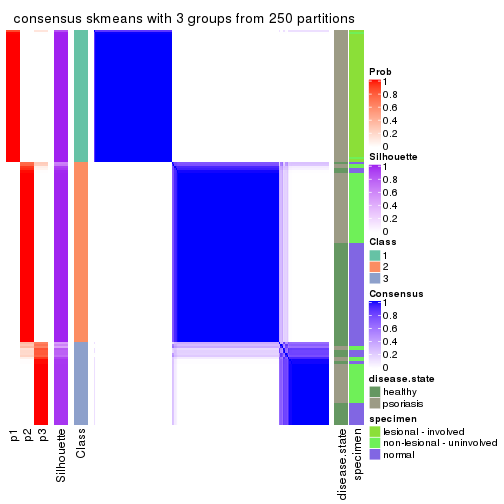 consensus skmeans with 3 groups from 250 partitions
Prob
1
0.8
0.6
0.4
0.2
0
Silhouette
1
0.8
0.6
0.4
0.2
0
Class
1
2
3
Consensus
1
0.8
0.6
0.4
0.2
0
disease.state
healthy
psoriasis
specimen
lesional - involved
non-lesional - uninvolved
normal
p1
p2
p3
Silhouette
Class
disease.state
specimen